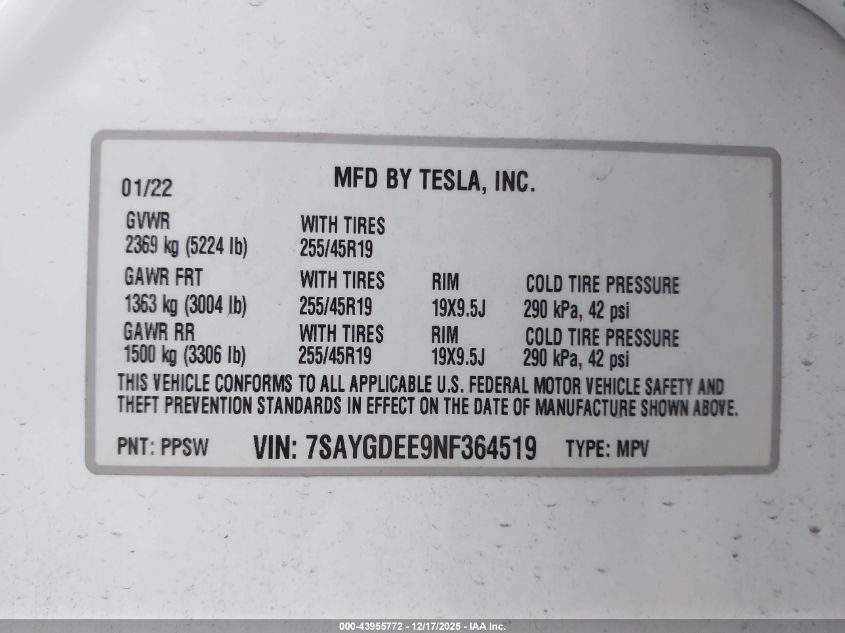 01/22 MFD BY TESLA, INC.
GVWR WITH TIRES
2369 kg (5224 lb) 255/45R19
GAWR FRT WITH TIRES RIM COLD TIRE PRESSURE
1363 kg (3004 lb) 255/45R19 19X9.5J 290 kPa, 42 psi
GAWR RR WITH TIRES RIM COLD TIRE PRESSURE
1500 kg (3306 lb) 255/45R19 19X9.5J 290 kPa, 42 psi
THIS VEHICLE CONFORMS TO ALL APPLICABLE U.S. FEDERAL MOTOR VEHICLE SAFETY AND
THEFT PREVENTION STANDARDS IN EFFECT ON THE DATE OF MANUFACTURE SHOWN ABOVE.
PNT: PPSW VIN: 7SAYGDEE9NF364519 TYPE: MPV
000-43955772 - 12/17/2025 - IAA Inc.